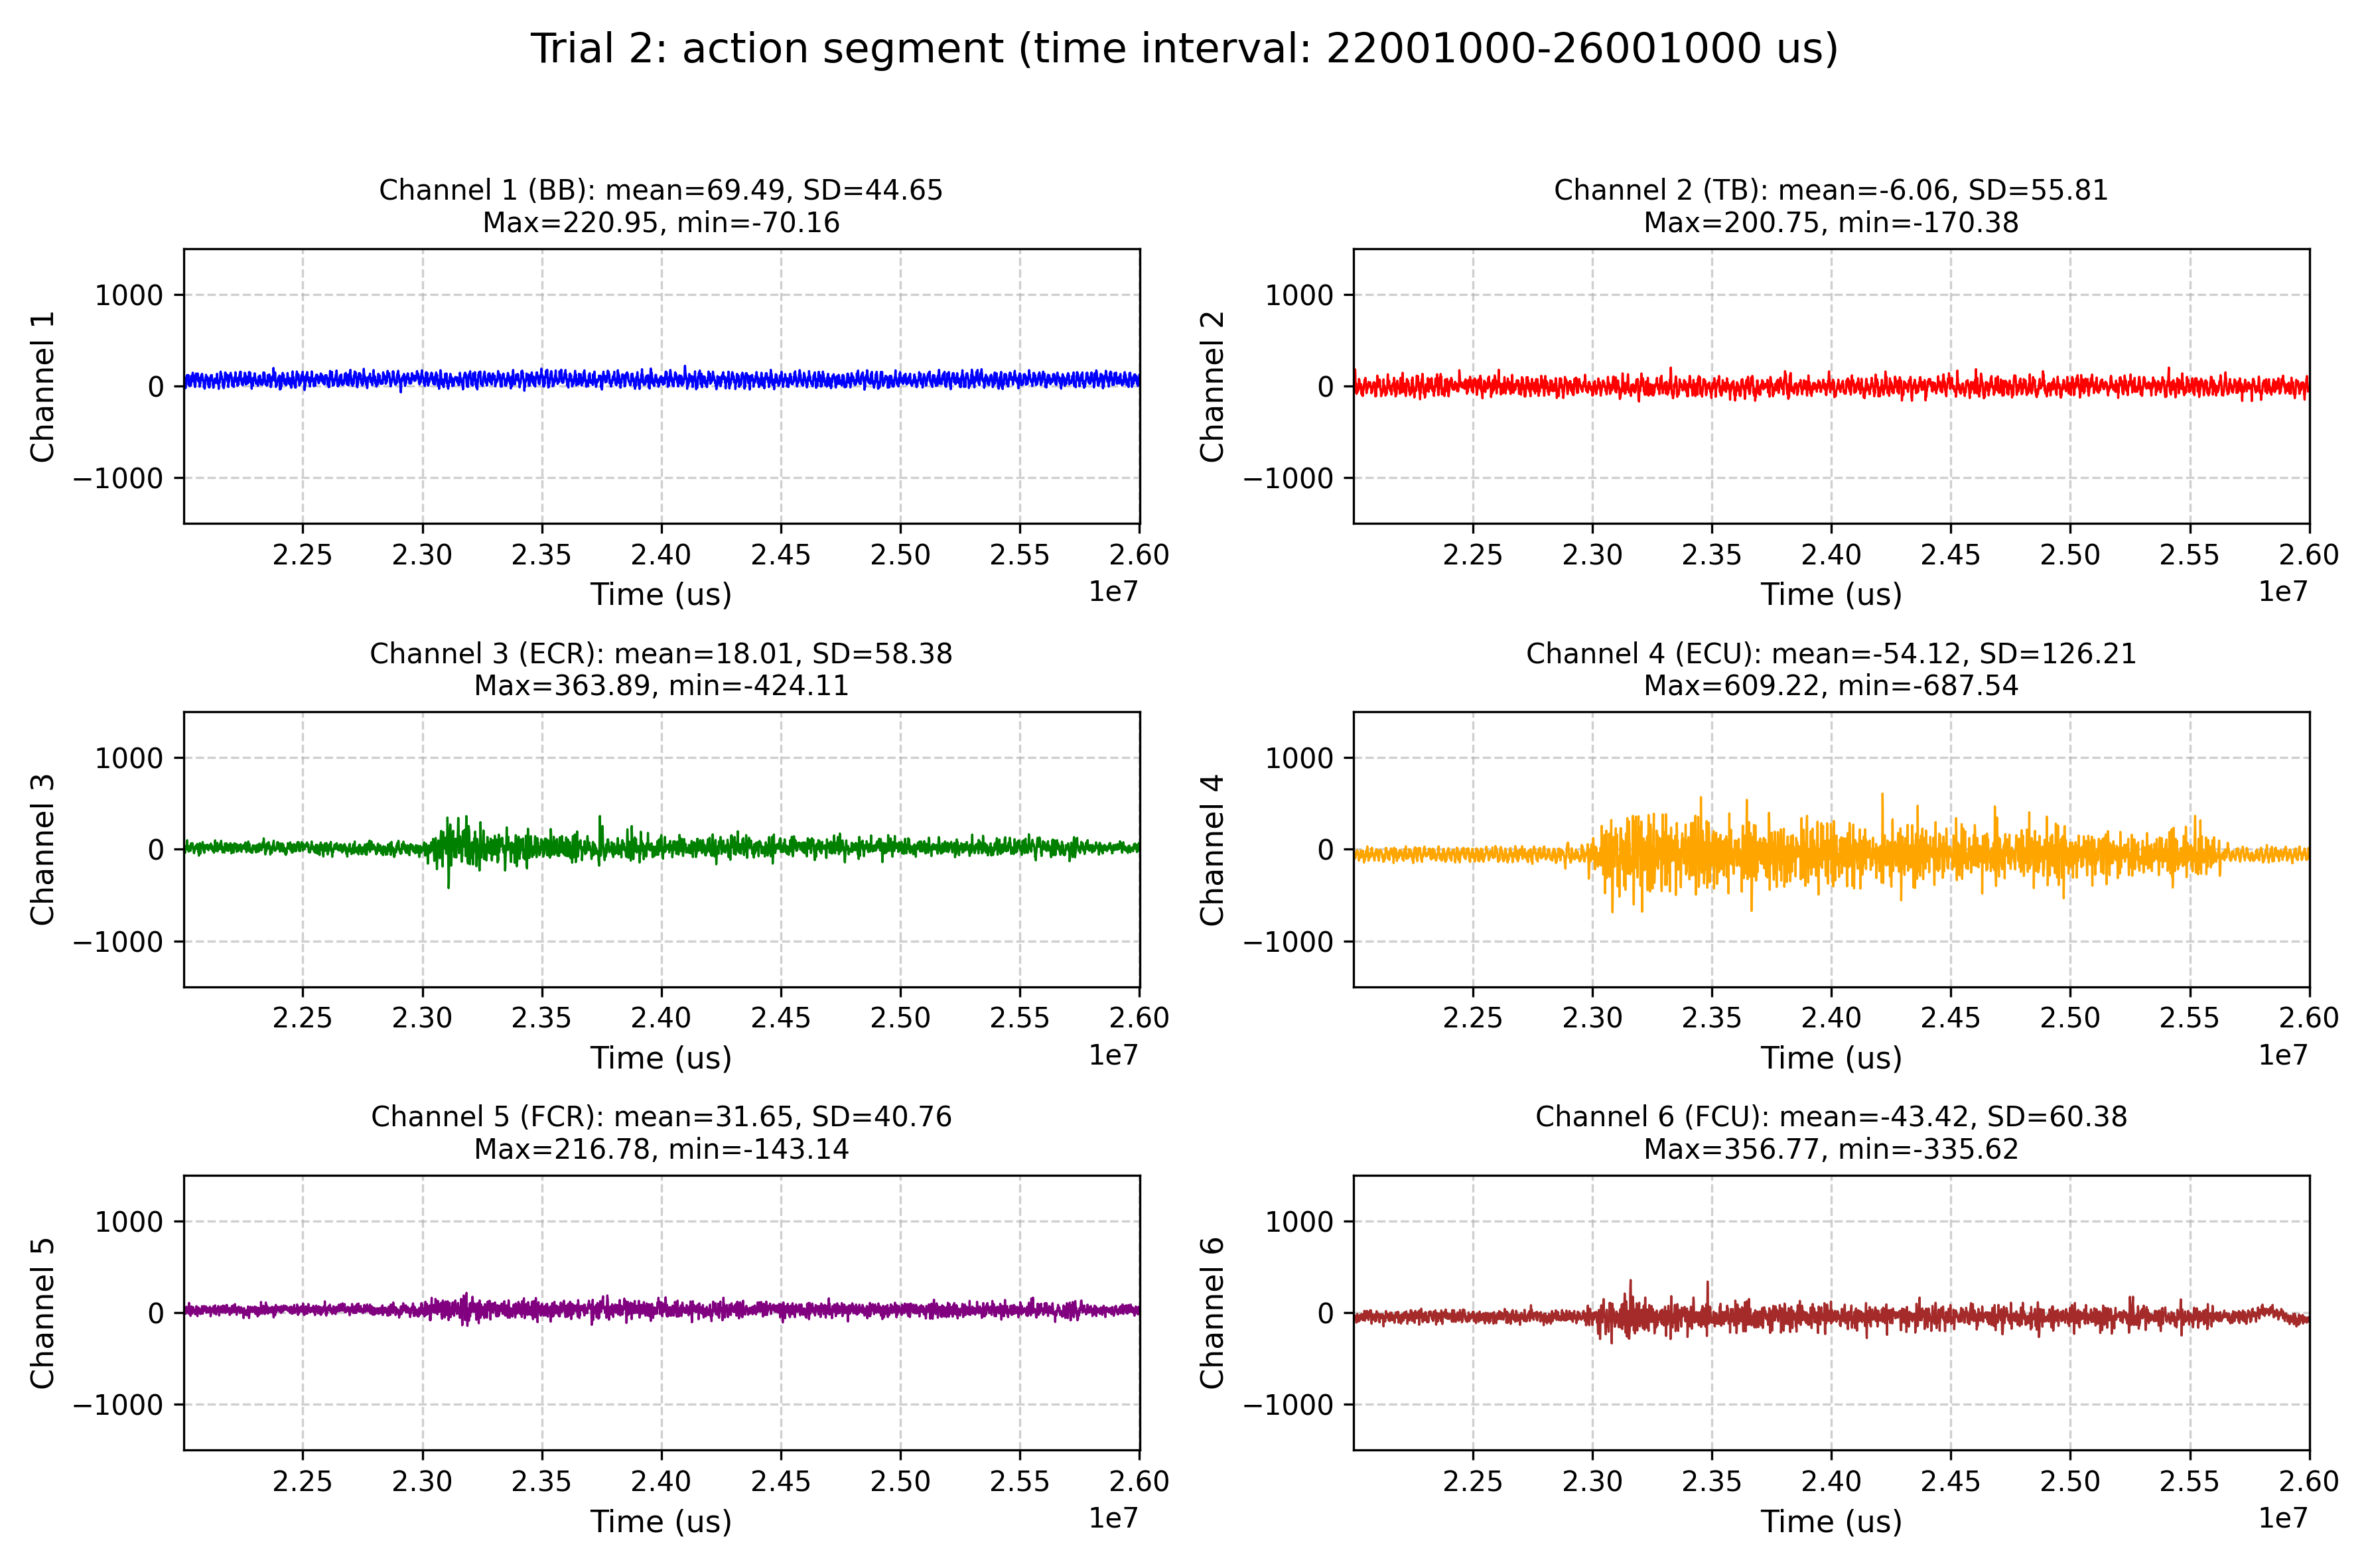 Trial 2: action segment (time interval: 22001000-26001000 us)
Channel 1 (BB): mean=69.49, SD=44.65
Max=220.95, min=-70.16
Channel 1
1000
0
−1000
2.25 2.30 2.35 2.40 2.45 2.50 2.55 2.60
Time (us)
1e7
Channel 2 (TB): mean=-6.06, SD=55.81
Max=200.75, min=-170.38
Channel 2
1000
0
−1000
2.25 2.30 2.35 2.40 2.45 2.50 2.55 2.60
Time (us)
1e7
Channel 3 (ECR): mean=18.01, SD=58.38
Max=363.89, min=-424.11
Channel 3
1000
0
−1000
2.25 2.30 2.35 2.40 2.45 2.50 2.55 2.60
Time (us)
1e7
Channel 4 (ECU): mean=-54.12, SD=126.21
Max=609.22, min=-687.54
Channel 4
1000
0
−1000
2.25 2.30 2.35 2.40 2.45 2.50 2.55 2.60
Time (us)
1e7
Channel 5 (FCR): mean=31.65, SD=40.76
Max=216.78, min=-143.14
Channel 5
1000
0
−1000
2.25 2.30 2.35 2.40 2.45 2.50 2.55 2.60
Time (us)
1e7
Channel 6 (FCU): mean=-43.42, SD=60.38
Max=356.77, min=-335.62
Channel 6
1000
0
−1000
2.25 2.30 2.35 2.40 2.45 2.50 2.55 2.60
Time (us)
1e7